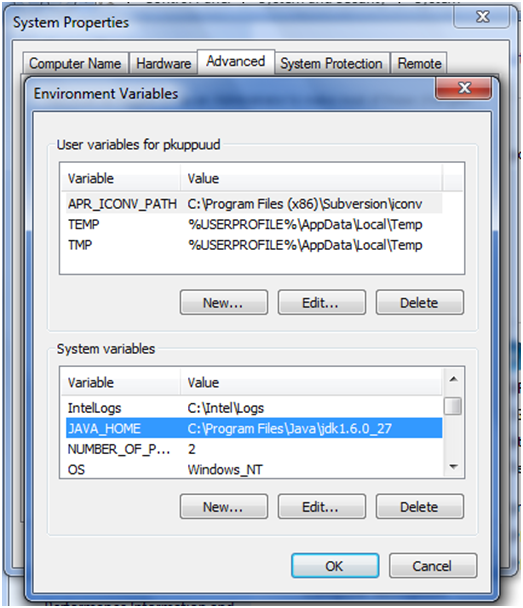 System Properties
Computer Name Hardware Advanced System Protection Remote
Environment Variables
User variables for pkuppuud
Variable Value
APR_ICONV_PATH C:\Program Files (x86)\Subversion\iconv
TEMP %USERPROFILE%\AppData\Local\Temp
TMP %USERPROFILE%\AppData\Local\Temp
New... Edit... Delete
System variables
Variable Value
IntelLogs C:\Intel\Logs
JAVA_HOME C:\Program Files\Java\jdk1.6.0_27
NUMBER_OF_P... 2
OS Windows_NT
New... Edit... Delete
OK Cancel